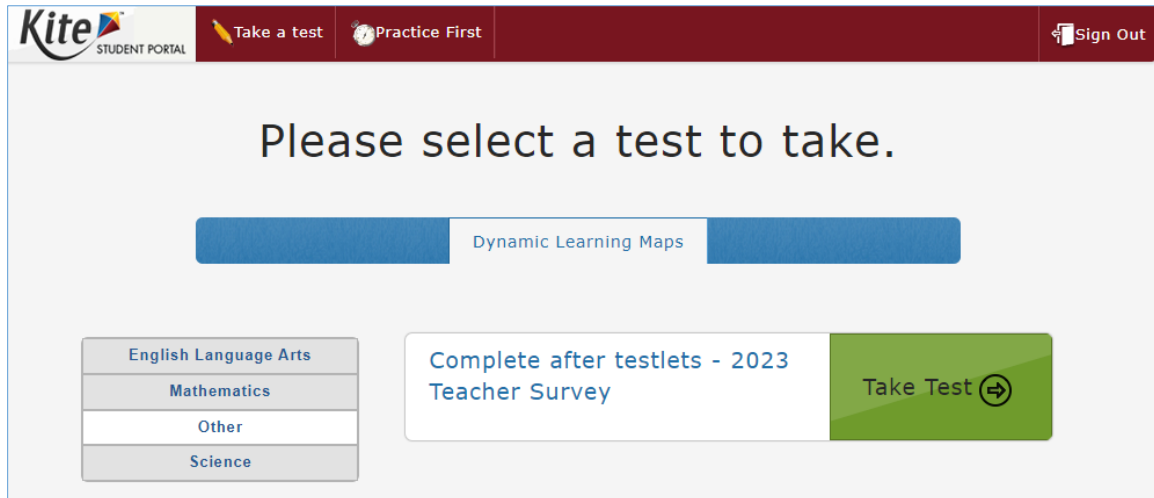 Kite STUDENT PORTAL Take a test Practice First Sign Out
Please select a test to take.
Dynamic Learning Maps
English Language Arts
Mathematics
Other
Science
Complete after testlets - 2023
Teacher Survey
Take Test